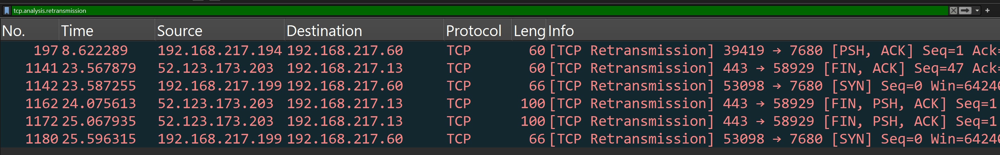 tcp.analysis.retransmission
No. Time Source Destination Protocol Leng Info
197 8.622289 192.168.217.194 192.168.217.60 TCP 60 [TCP Retransmission] 39419 → 7680 [PSH, ACK] Seq=1 Ack=
1141 23.567879 52.123.173.203 192.168.217.13 TCP 60 [TCP Retransmission] 443 → 58929 [FIN, ACK] Seq=47 Ack=
1142 23.587255 192.168.217.199 192.168.217.60 TCP 66 [TCP Retransmission] 53098 → 7680 [SYN] Seq=0 Win=64240
1162 24.075613 52.123.173.203 192.168.217.13 TCP 100 [TCP Retransmission] 443 → 58929 [FIN, PSH, ACK] Seq=1
1172 25.067935 52.123.173.203 192.168.217.13 TCP 100 [TCP Retransmission] 443 → 58929 [FIN, PSH, ACK] Seq=1
1180 25.596315 192.168.217.199 192.168.217.60 TCP 66 [TCP Retransmission] 53098 → 7680 [SYN] Seq=0 Win=64240